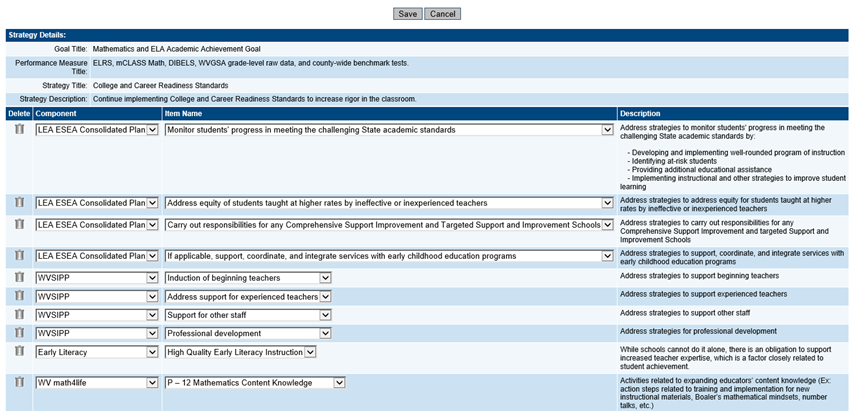 Save Cancel
Strategy Details:
Goal Title: Mathematics and ELA Academic Achievement Goal
Performance Measure ELRS, mCLASS Math, DIBELS, WVGSA grade-level raw data, and county-wide benchmark tests.
Title:
Strategy Title: College and Career Readiness Standards
Strategy Description: Continue implementing College and Career Readiness Standards to increase rigor in the classroom.
Delete Component Item Name Description
LEA ESEA Consolidated Plan Monitor students' progress in meeting the challenging State academic standards Address strategies to monitor students' progress in meeting the
challenging State academic standards by:
- Developing and implementing well-rounded program of instruction
- Identifying at-risk students
- Providing additional educational assistance
- Implementing instructional and other strategies to improve student
learning
LEA ESEA Consolidated Plan Address equity of students taught at higher rates by ineffective or inexperienced teachers Address strategies to address equity for students taught at higher
rates by ineffective or inexperienced teachers
LEA ESEA Consolidated Plan Carry out responsibilities for any Comprehensive Support Improvement and Targeted Support and Improvement Schools Address strategies to carry out responsibilities for any
Comprehensive Support Improvement and targeted Support and
Improvement Schools
LEA ESEA Consolidated Plan If applicable, support, coordinate, and integrate services with early childhood education programs Address strategies to support, coordinate, and integrate services with
early childhood education programs
WVSIPP Induction of beginning teachers Address strategies to support beginning teachers
WVSIPP Address support for experienced teachers Address strategies to support experienced teachers
WVSIPP Support for other staff Address strategies to support other staff
WVSIPP Professional development Address strategies for professional development
Early Literacy High Quality Early Literacy Instruction While schools cannot do it alone, there is an obligation to support
increased teacher expertise, which is a factor closely related to
student achievement.
WV math4life P – 12 Mathematics Content Knowledge Activities related to expanding educators' content knowledge (Ex:
action steps related to training and implementation for new
instructional materials, Boaler's mathematical mindsets, number
talks, etc.)